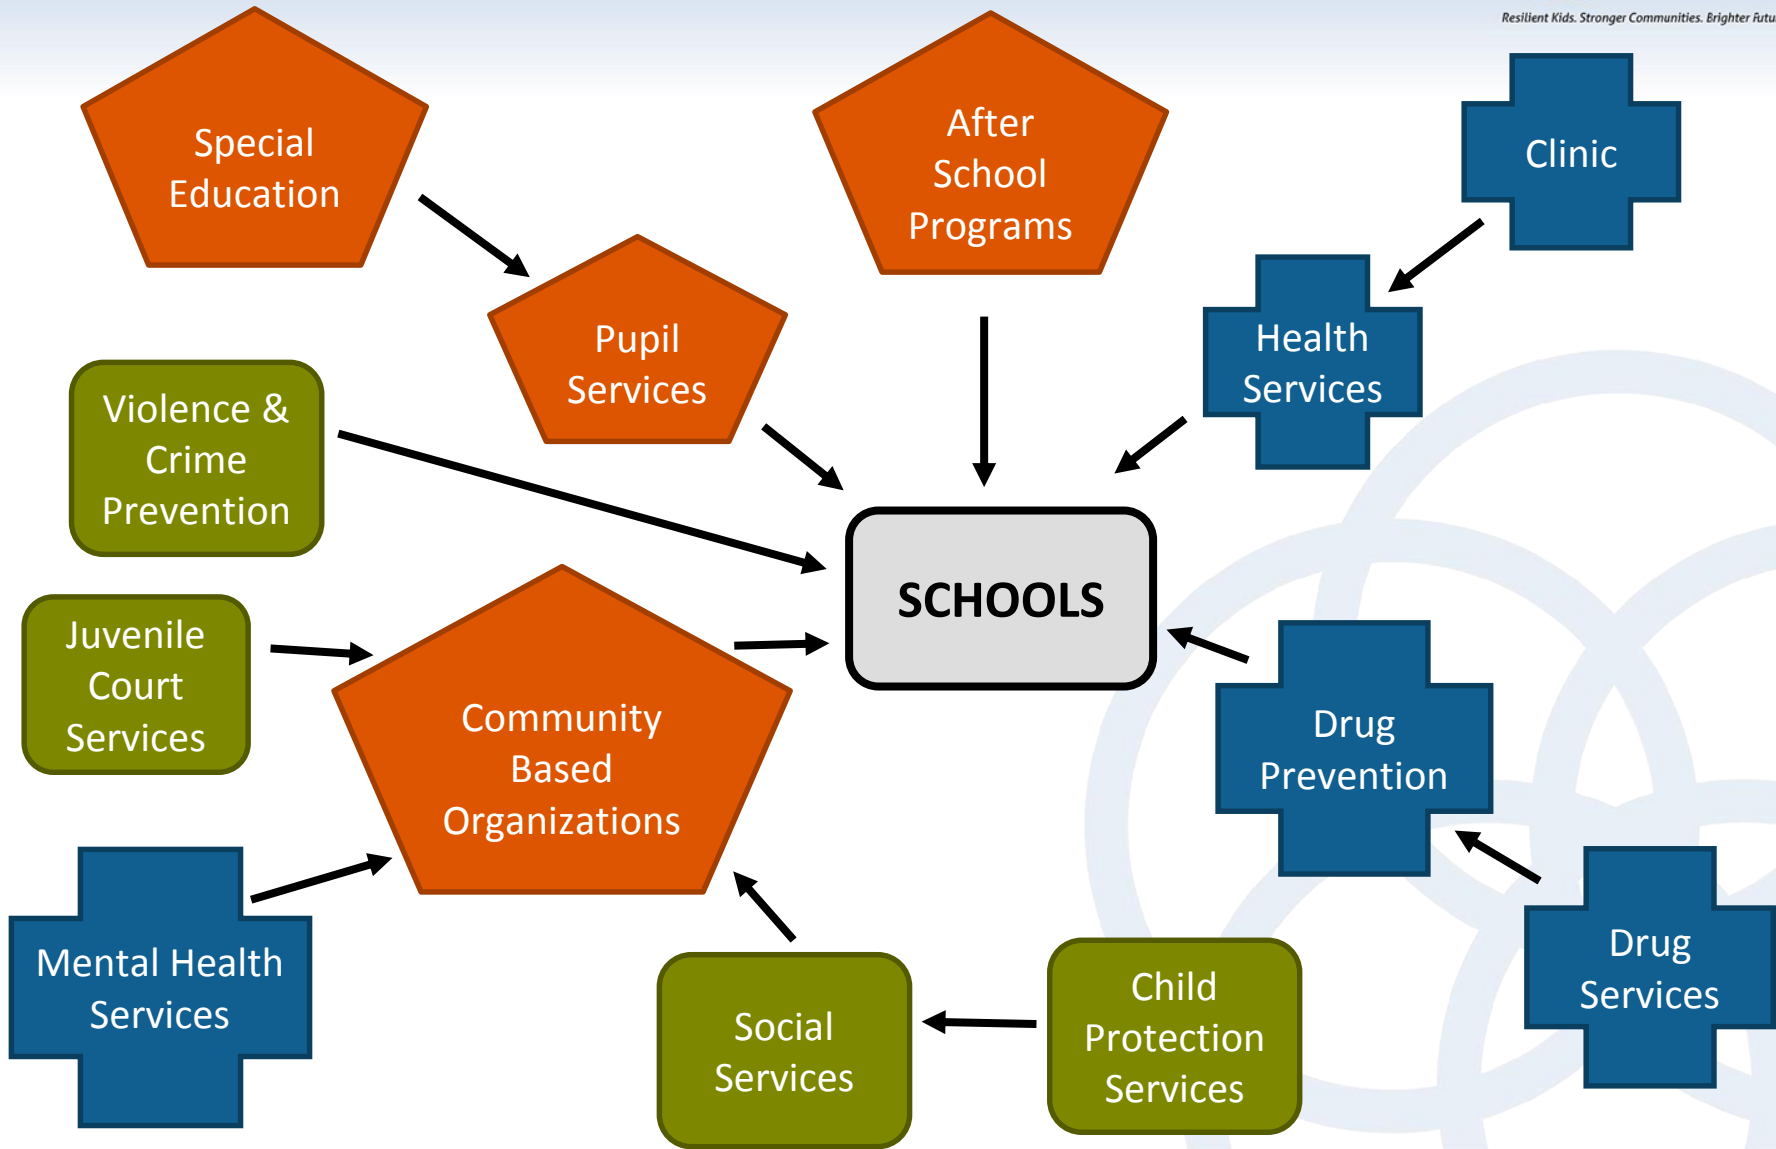 Resilient Kids. Stronger Communities. Brighter
Special
Education
After
School
Programs
Clinic
Pupil
Services
Health
Services
Violence &
Crime
Prevention
SCHOOLS
Juvenile
Court
Services
Community
Based
Organizations
Drug
Prevention
Mental Health
Services
Social
Services
Child
Protection
Services
Drug
Services